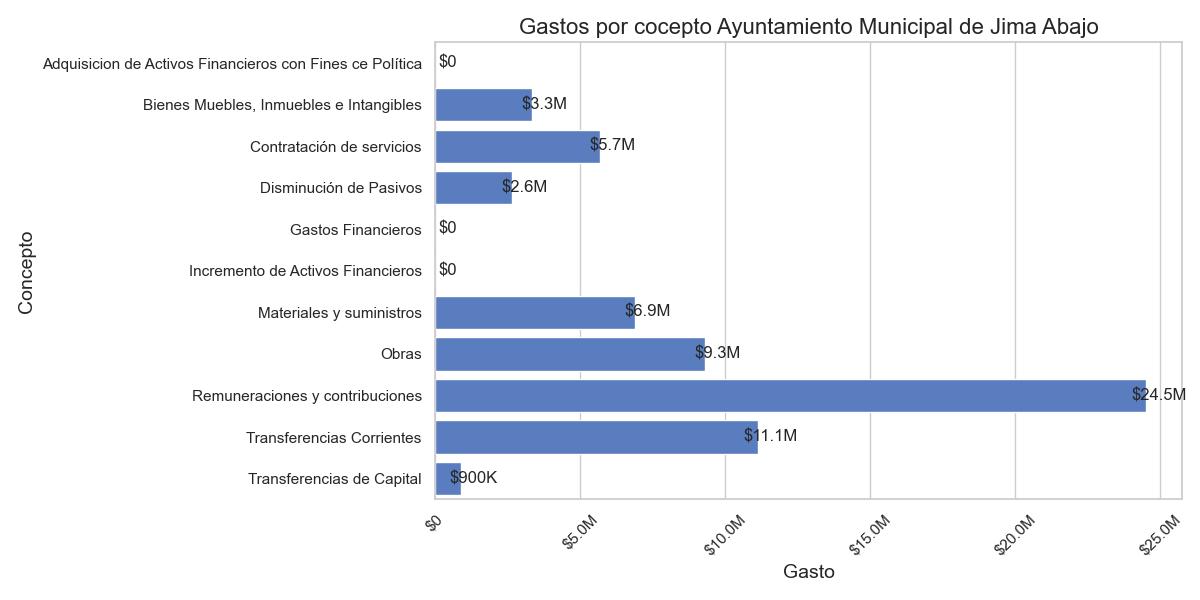 Gastos por cocepto Ayuntamiento Municipal de Jima Abajo
Concepto
Adquisicion de Activos Financieros con Fines ce Política $0
Bienes Muebles, Inmuebles e Intangibles $3.3M
Contratación de servicios $5.7M
Disminución de Pasivos $2.6M
Gastos Financieros $0
Incremento de Activos Financieros $0
Materiales y suministros $6.9M
Obras $9.3M
Remuneraciones y contribuciones $24.5M
Transferencias Corrientes $11.1M
Transferencias de Capital $900K
$0 $5.0M $10.0M $15.0M $20.0M $25.0M
Gasto